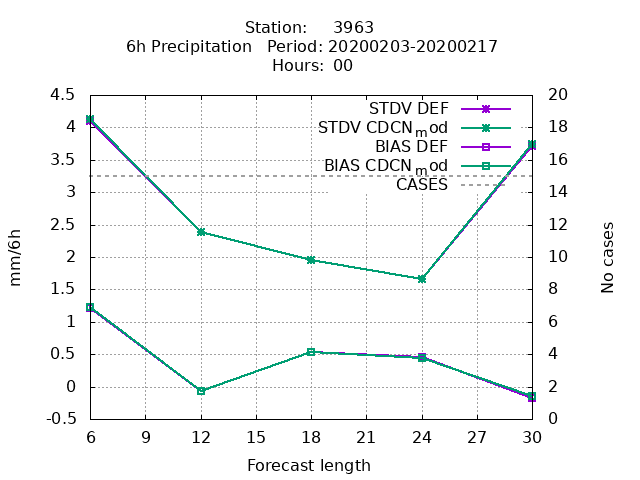 Station: 3963
6h Precipitation Period: 20200203-20200217
Hours: 00
4.5
4
3.5
3
2.5
2
1.5
1
0.5
0
-0.5
mm/6h
20
18
16
14
12
10
8
6
4
2
0
No cases
STDV DEF
STDV CDCNmod
BIAS DEF
BIAS CDCNmod
CASES
6 9 12 15 18 21 24 27 30
Forecast length